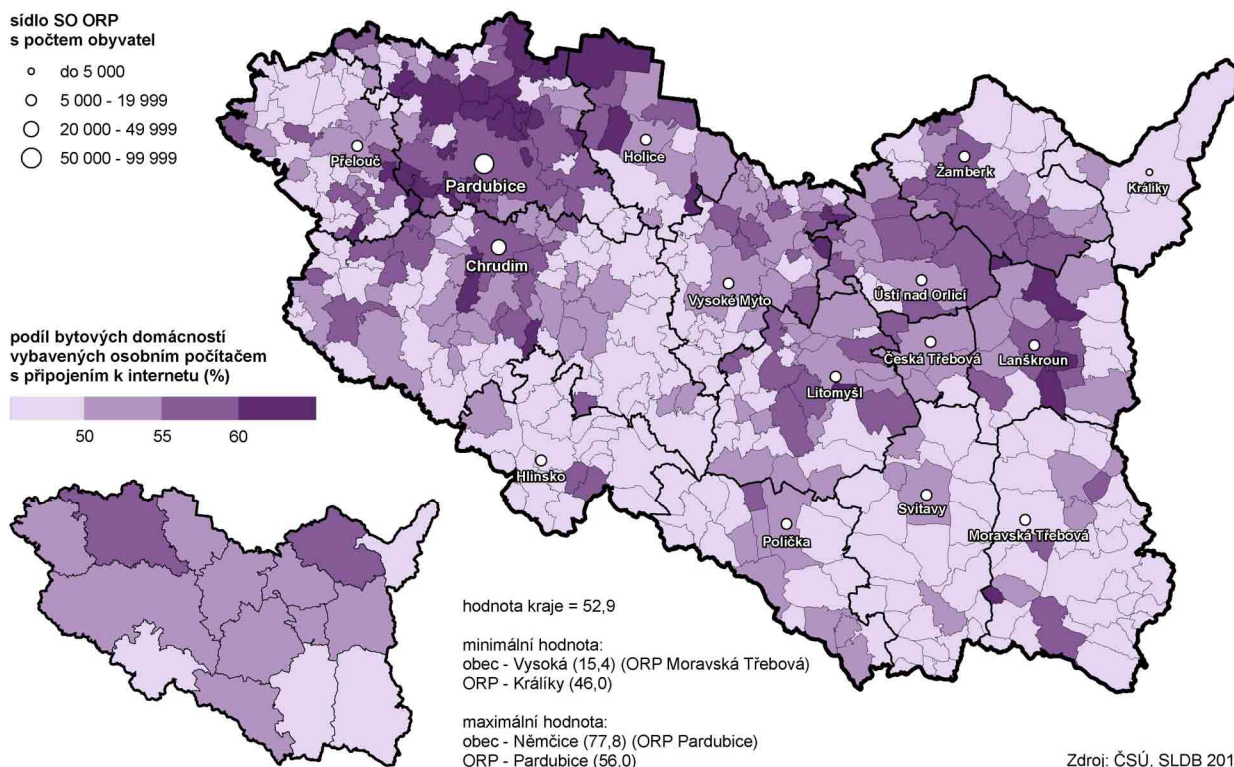 sídlo SO ORP
s počtem obyvatel
do 5 000
5 000 - 19 999
20 000 - 49 999
50 000 - 99 999
Přelouč
Pardubice
Holice
Žamberk
Králíky
Chrudim
Vysoké Mýto
Ústí nad Orlicí
Česká Třebová
Lanškroun
Litomyšl
Hlinsko
Svitavy
Polička
Moravská Třebová
podíl bytových domácností
vybavených osobním počítačem
s připojením k internetu (%)
50 55 60
hodnota kraje = 52,9
minimální hodnota:
obec - Vysoká (15,4) (ORP Moravská Třebová)
ORP - Králíky (46,0)
maximální hodnota:
obec - Němčice (77,8) (ORP Pardubice)
ORP - Pardubice (56,0)
Zdroj: ČSÚ, SLDB 201